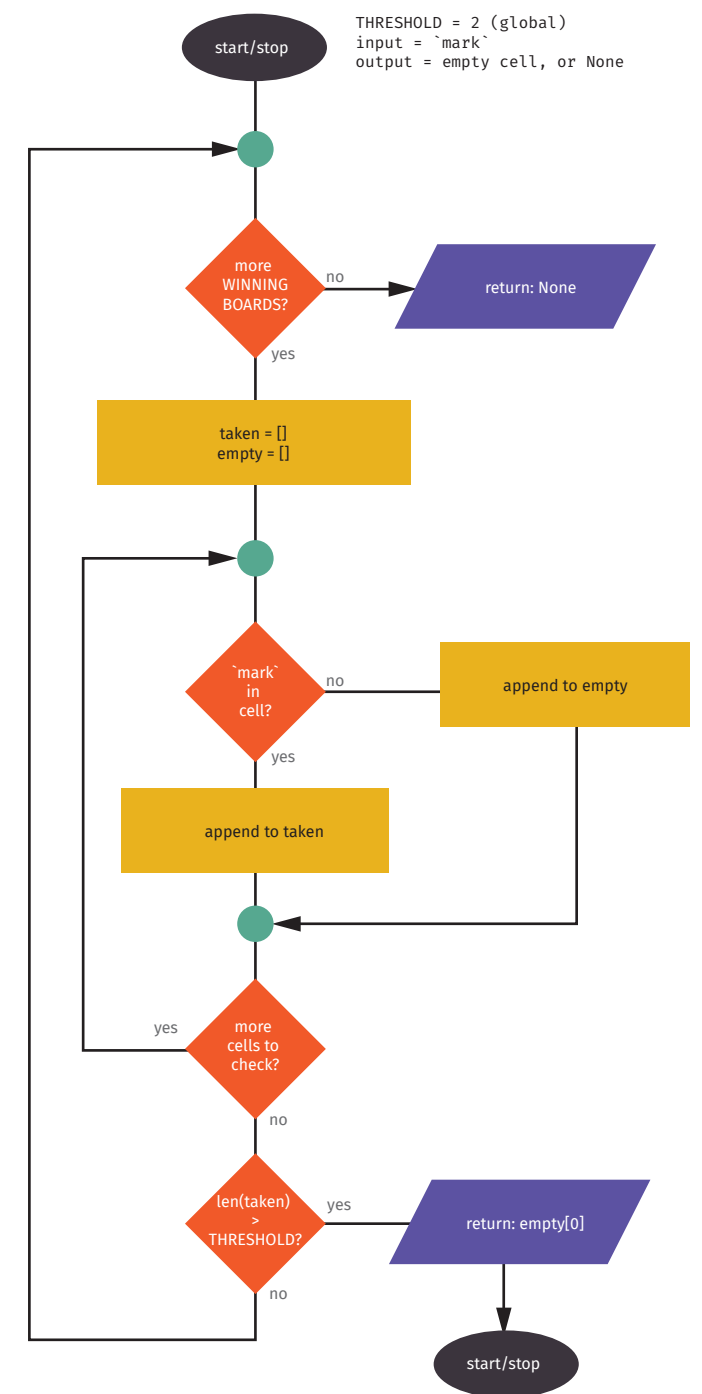 start/stop
THRESHOLD = 2 (global)
input = `mark`
output = empty cell, or None
more
WINNING
BOARDS?
no
return: None
yes
taken = []
empty = []
`mark`
in
cell?
no
append to empty
yes
append to taken
yes
more
cells to
check?
no
len(taken)
>
THRESHOLD?
yes
return: empty[0]
no
start/stop